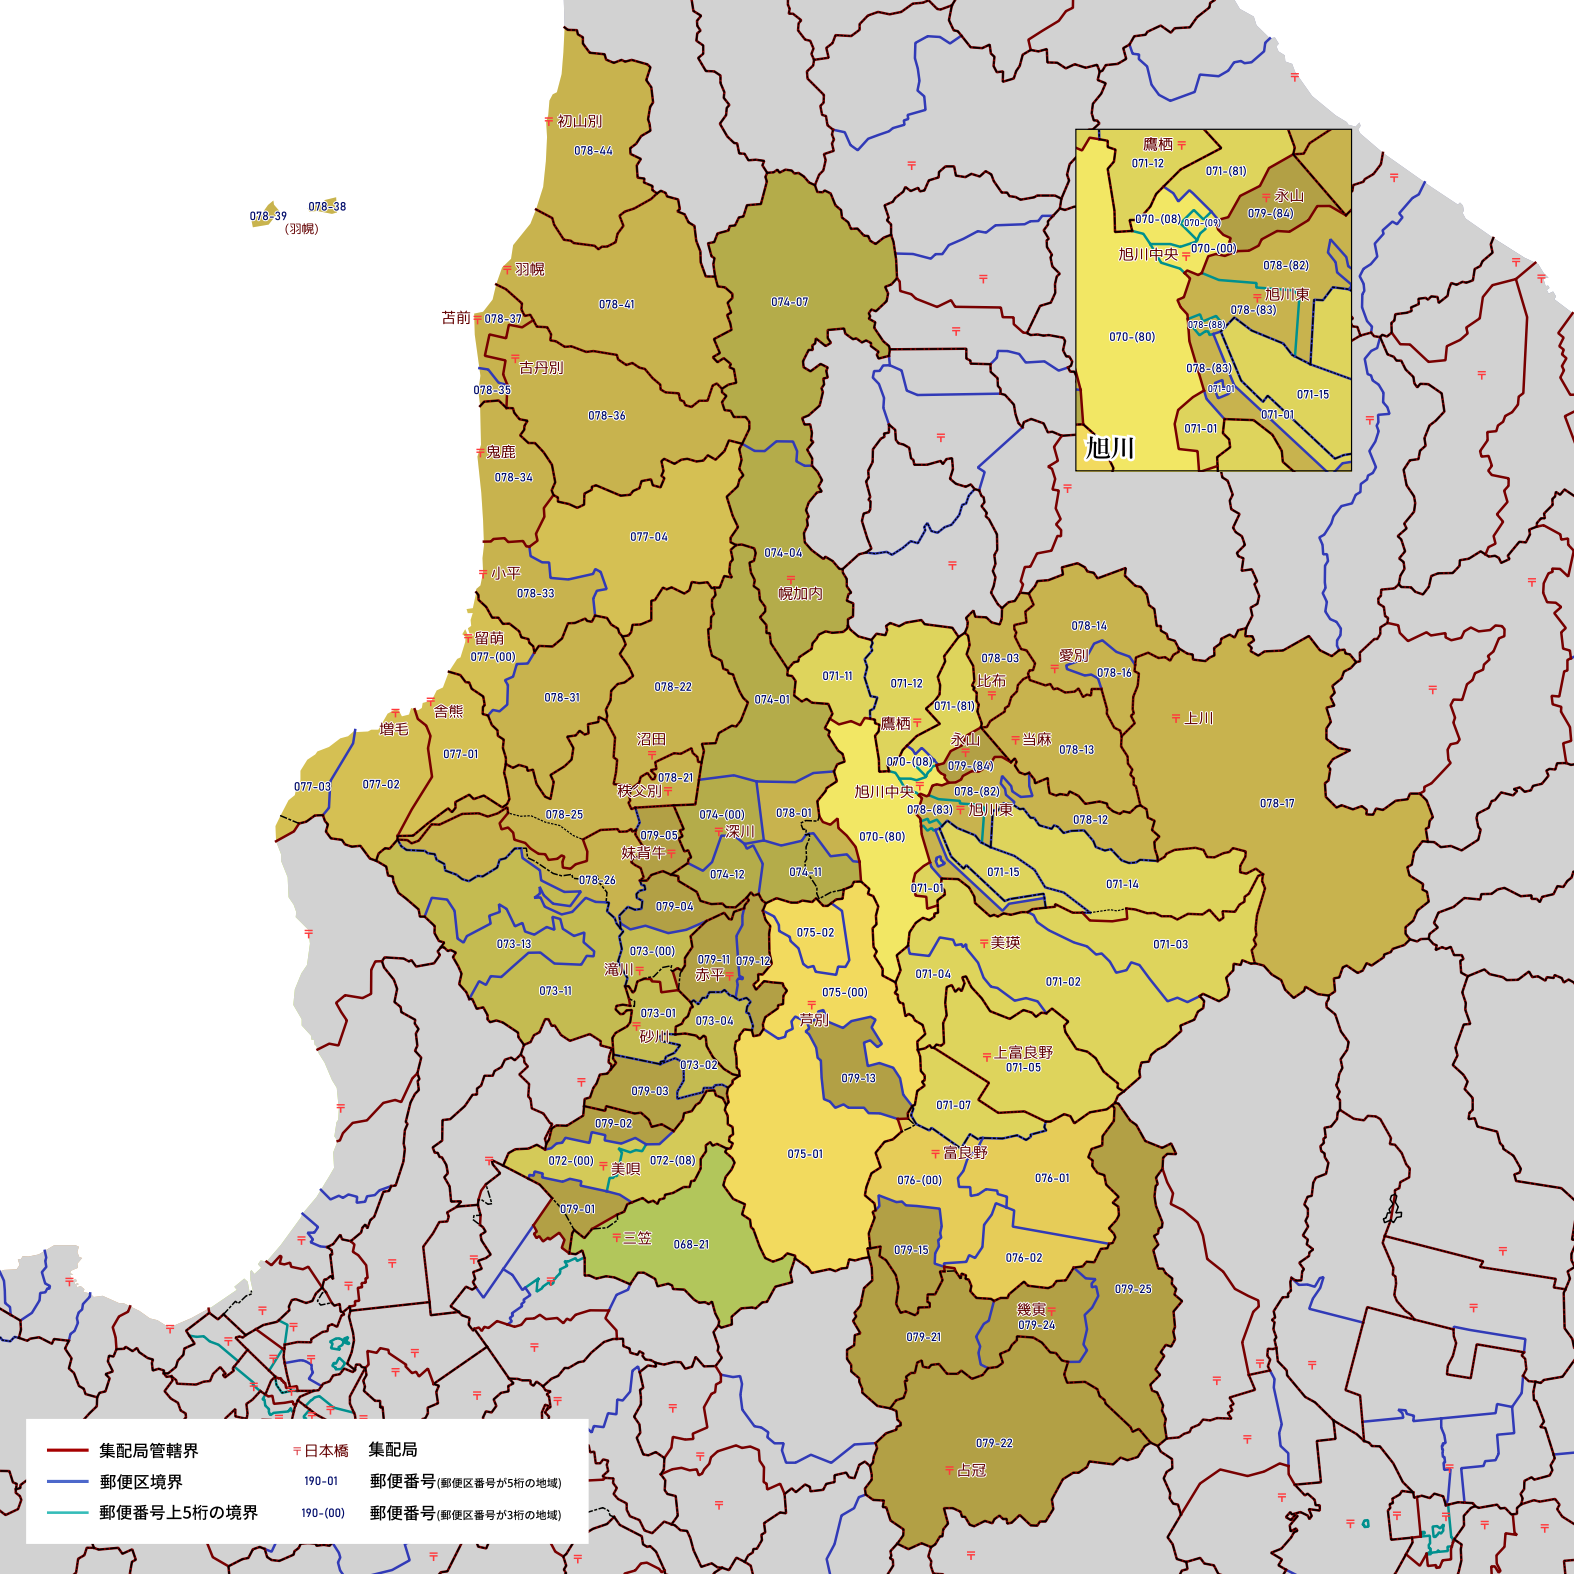 初山別
078-44
078-39
078-38
(羽幌)
羽幌
078-41
074-07
苫前
078-37
古丹別
078-35
078-36
鬼鹿
078-34
077-04
074-04
小平
078-33
幌加内
留萌
077-(00)
078-31
078-22
074-01
071-11
071-12
071-(81)
078-03
比布
078-14
愛別
078-16
上川
増毛
舎熊
077-01
077-02
077-03
沼田
078-21
秩父別
鷹栖
永山
079-(84)
当麻
078-13
070-(08)
旭川中央
078-(82)
078-(83)
旭川東
078-12
078-17
078-25
079-05
074-(00)
深川
078-01
070-(80)
妹背牛
074-12
074-11
078-26
071-01
071-15
071-14
079-04
073-13
073-(00)
滝川
079-11
079-12
赤平
075-02
美瑛
071-03
071-04
071-02
073-11
075-(00)
芦別
073-01
073-04
砂川
073-02
上富良野
071-05
079-03
079-13
071-07
079-02
072-(00)
072-(08)
美唄
075-01
富良野
076-(00)
076-01
079-01
三笠
068-21
079-15
076-02
079-25
幾寅
079-24
079-21
079-22
占冠
鷹栖
071-12
071-(81)
永山
079-(84)
070-(08)
070-(09)
070-(00)
旭川中央
078-(82)
旭川東
078-(83)
078-(88)
070-(80)
078-(83)
071-01
071-15
071-01
071-01
旭川
集配局管轄界
〒日本橋
集配局
郵便区境界
190-01
郵便番号(郵便区番号が5桁の地域)
郵便番号上5桁の境界
190-(00)
郵便番号(郵便区番号が3桁の地域)